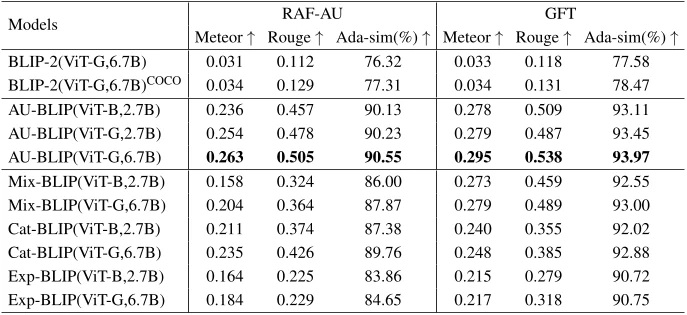 Models RAF-AU GFT
Meteor ↑ Rouge ↑ Ada-sim(%) ↑ Meteor ↑ Rouge ↑ Ada-sim(%) ↑
BLIP-2(ViT-G,6.7B) 0.031 0.112 76.32 0.033 0.118 77.58
BLIP-2(ViT-G,6.7B)COCO 0.034 0.129 77.31 0.034 0.131 78.47
AU-BLIP(ViT-B,2.7B) 0.236 0.457 90.13 0.278 0.509 93.11
AU-BLIP(ViT-G,2.7B) 0.254 0.478 90.23 0.279 0.487 93.45
AU-BLIP(ViT-G,6.7B) 0.263 0.505 90.55 0.295 0.538 93.97
Mix-BLIP(ViT-B,2.7B) 0.158 0.324 86.00 0.273 0.459 92.55
Mix-BLIP(ViT-G,6.7B) 0.204 0.364 87.87 0.279 0.489 93.00
Cat-BLIP(ViT-B,2.7B) 0.211 0.374 87.38 0.240 0.355 92.02
Cat-BLIP(ViT-G,6.7B) 0.235 0.426 89.76 0.248 0.385 92.88
Exp-BLIP(ViT-B,2.7B) 0.164 0.225 83.86 0.215 0.279 90.72
Exp-BLIP(ViT-G,6.7B) 0.184 0.229 84.65 0.217 0.318 90.75